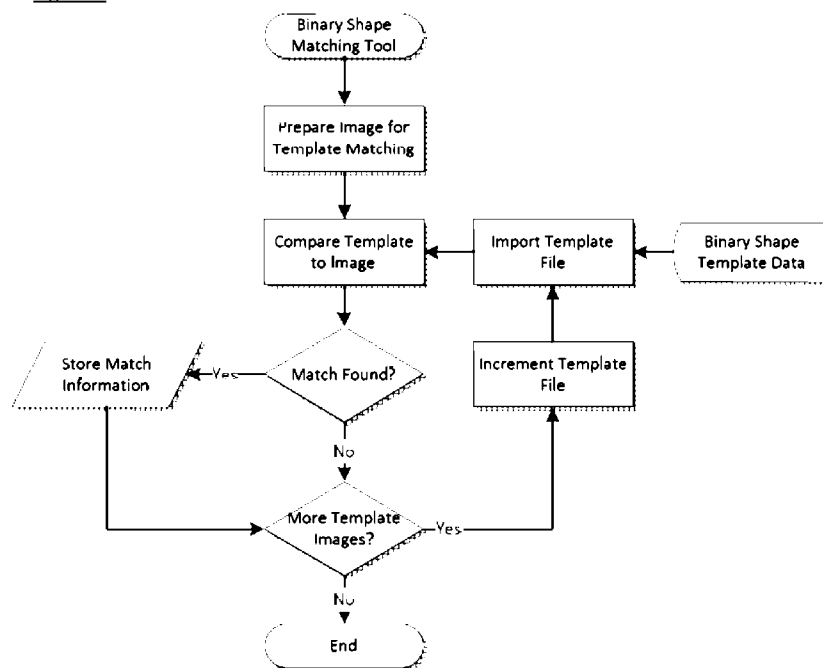 Binary Shape
Matching Tool
Prepare Image for
Template Matching
Compare Template
to Image
Import Template
File
Binary Shape
Template Data
Store Match
Information
Yes
Match Found?
Increment Template
File
No
More Template
Images?
Yes
No
End